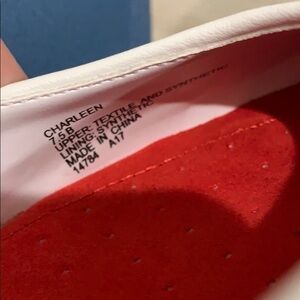 CHARLEEN
7.5 B
UPPER: TEXTILE AND SYNTHETIC
LINING: SYNTHETIC
MADE IN CHINA
14784 A17